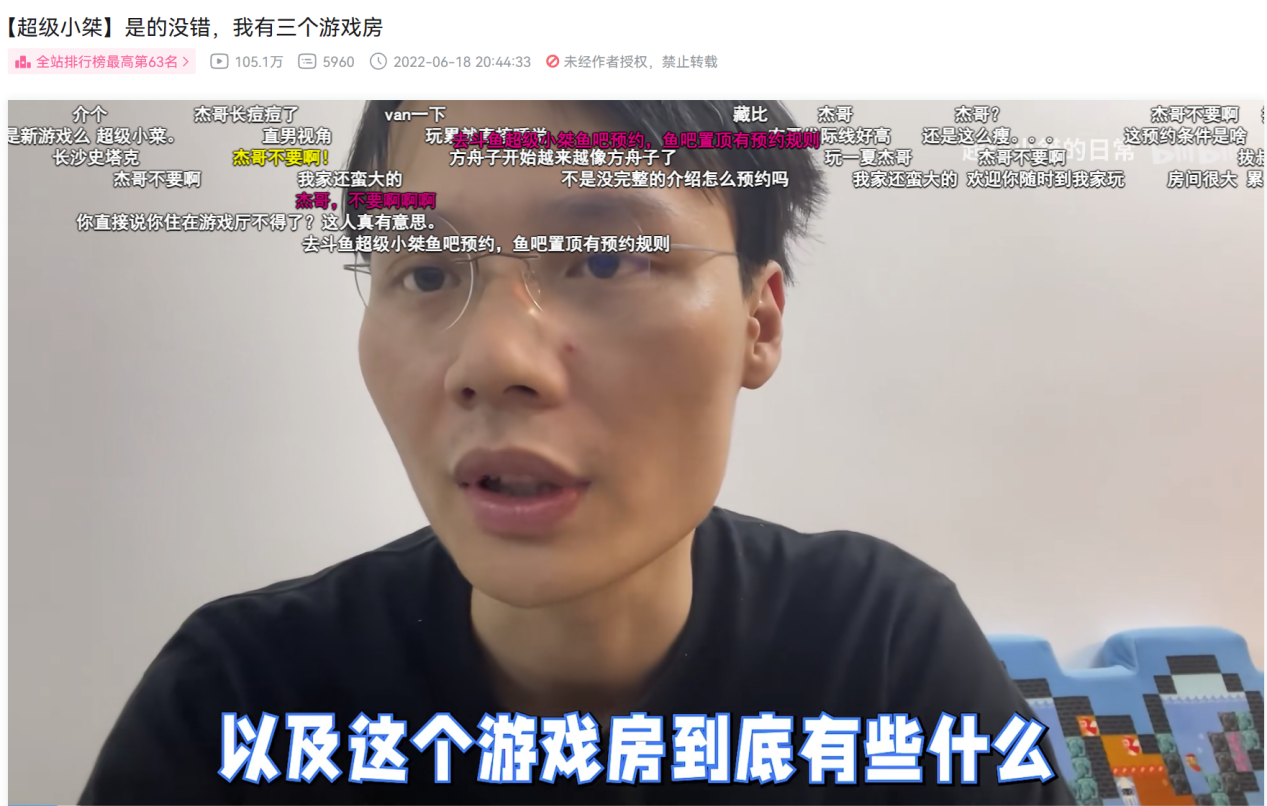 【超级小桀】是的没错，我有三个游戏房
全站排行榜最高第63名 105.1万 5960 2022-06-18 20:44:33 未经作者授权，禁止转载
介个 杰哥长痘痘了 van一下 藏比 杰哥 杰哥? 杰哥不要啊
是新游戏么 超级小菜。 直男视角 际线好高 还是这么瘦。。。 这预约条件是啥
去斗鱼超级小桀鱼吧预约，鱼吧置顶有预约规则
长沙史塔克 杰哥不要啊! 方舟子开始越来越像方舟子了 玩一夏杰哥 杰哥不要啊 的日常
杰哥不要啊 我家还蛮大的 不是没完整的介绍怎么预约吗 我家还蛮大的 欢迎你随时到我家玩 房间很大 累
杰哥，不要啊啊啊
你直接说你住在游戏厅不得了？这人真有意思。
去斗鱼超级小桀鱼吧预约，鱼吧置顶有预约规则
以及这个游戏房到底有些什么